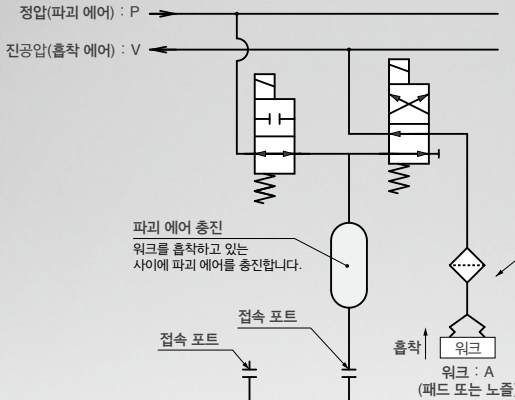 정압(파괴 에어) : P
진공압(흡착 에어) : V
파괴 에어 충진
워크를 흡착하고 있는
사이에 파괴 에어를 충진합니다.
접속 포트
접속 포트
흡착
워크
워크 : A
(패드 또는 노즐)